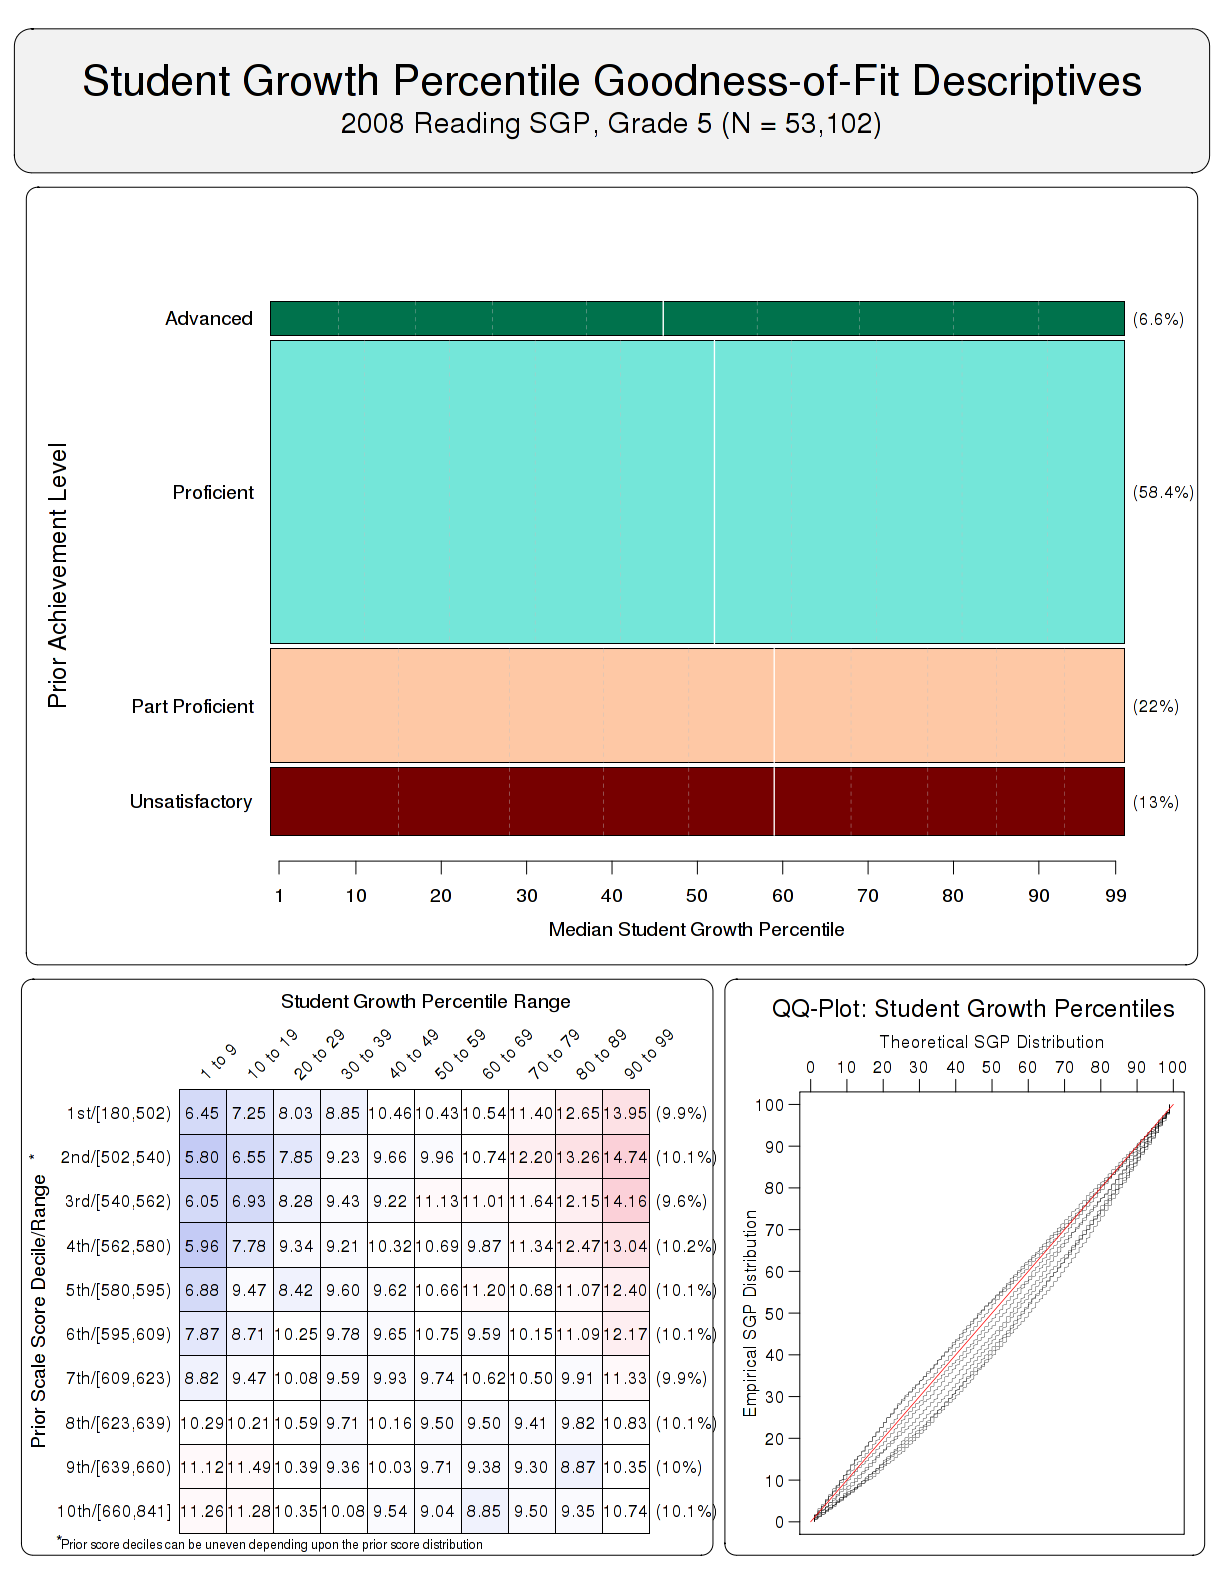 Student Growth Percentile Goodness-of-Fit Descriptives
2008 Reading SGP, Grade 5 (N = 53,102)
Prior Achievement Level
Advanced (6.6%)
Proficient (58.4%)
Part Proficient (22%)
Unsatisfactory (13%)
1 10 20 30 40 50 60 70 80 90 99
Median Student Growth Percentile
Student Growth Percentile Range
1 to 9 10 to 19 20 to 29 30 to 39 40 to 49 50 to 59 60 to 69 70 to 79 80 to 89 90 to 99
Prior Scale Score Decile/Range *
1st/[180,502) 6.45 7.25 8.03 8.85 10.46 10.43 10.54 11.40 12.65 13.95 (9.9%)
2nd/[502,540) 5.80 6.55 7.85 9.23 9.66 9.96 10.74 12.20 13.26 14.74 (10.1%)
3rd/[540,562) 6.05 6.93 8.28 9.43 9.22 11.13 11.01 11.64 12.15 14.16 (9.6%)
4th/[562,580) 5.96 7.78 9.34 9.21 10.32 10.69 9.87 11.34 12.47 13.04 (10.2%)
5th/[580,595) 6.88 9.47 8.42 9.60 9.62 10.66 11.20 10.68 11.07 12.40 (10.1%)
6th/[595,609) 7.87 8.71 10.25 9.78 9.65 10.75 9.59 10.15 11.09 12.17 (10.1%)
7th/[609,623) 8.82 9.47 10.08 9.59 9.93 9.74 10.62 10.50 9.91 11.33 (9.9%)
8th/[623,639) 10.29 10.21 10.59 9.71 10.16 9.50 9.50 9.41 9.82 10.83 (10.1%)
9th/[639,660) 11.12 11.49 10.39 9.36 10.03 9.71 9.38 9.30 8.87 10.35 (10%)
10th/[660,841] 11.26 11.28 10.35 10.08 9.54 9.04 8.85 9.50 9.35 10.74 (10.1%)
*Prior score deciles can be uneven depending upon the prior score distribution
QQ-Plot: Student Growth Percentiles
Theoretical SGP Distribution
0 10 20 30 40 50 60 70 80 90 100
Empirical SGP Distribution
100
90
80
70
60
50
40
30
20
10
0